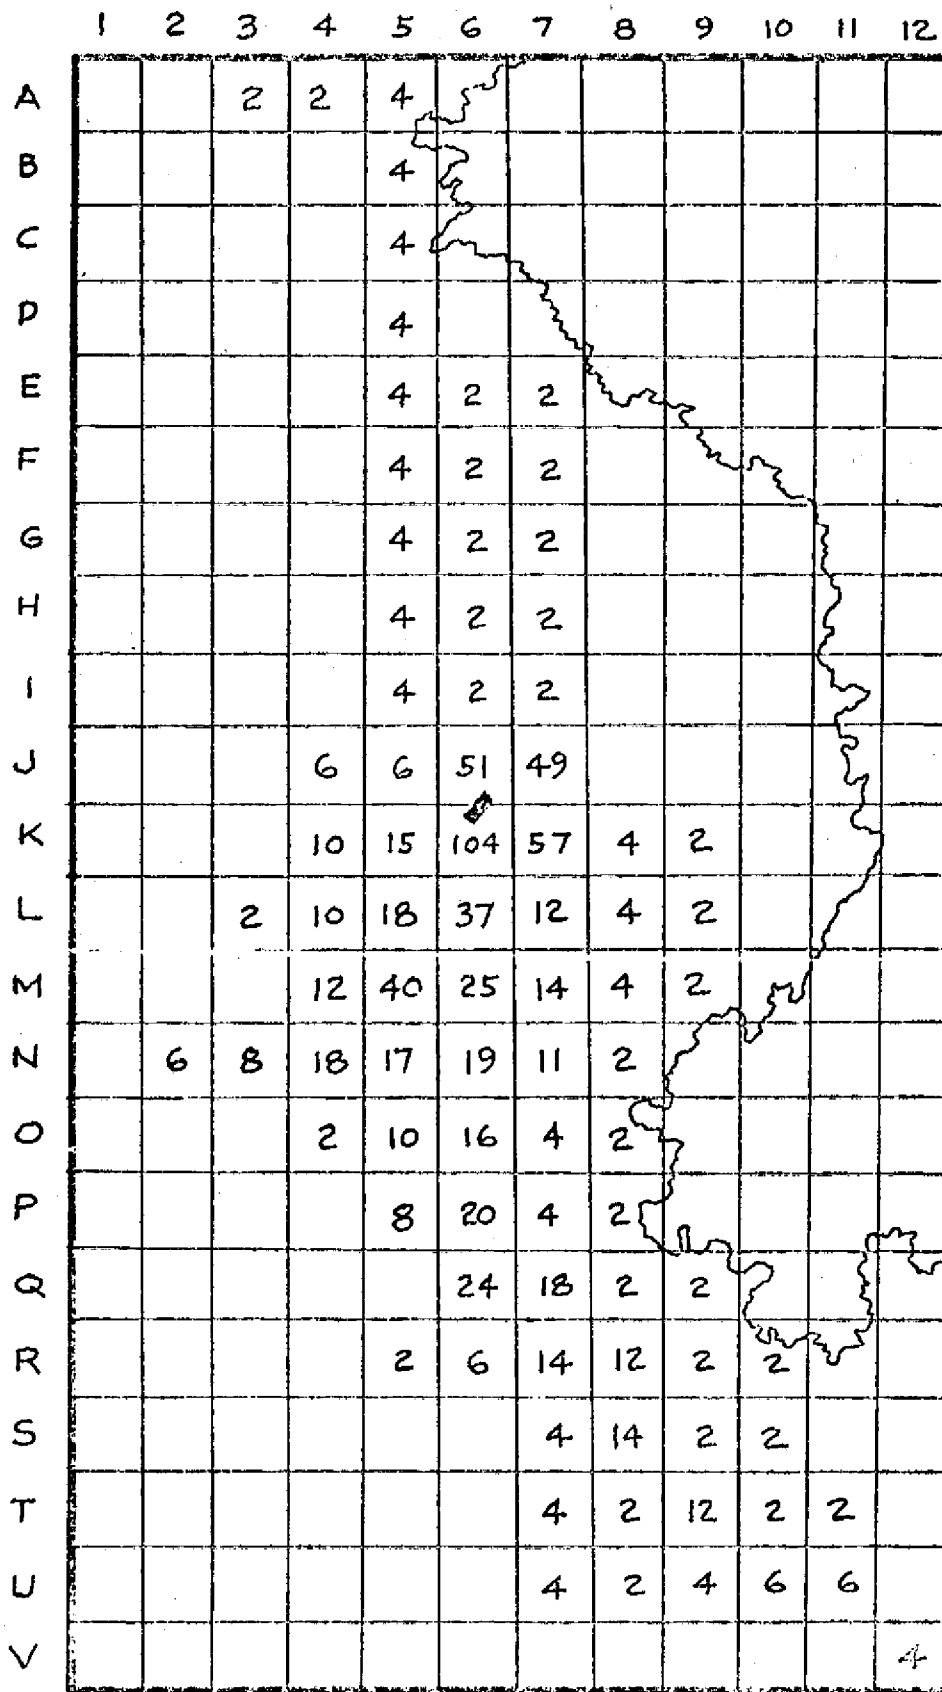 1 2 3 4 5 6 7 8 9 10 11 12
A 2 2 4
B 4
C 4
D 4
E 4 2 2
F 4 2 2
G 4 2 2
H 4 2 2
I 4 2 2
J 6 6 51 49
K 10 15 104 57 4 2
L 2 10 18 37 12 4 2
M 12 40 25 14 4 2
N 6 8 18 17 19 11 2
O 2 10 16 4 2
P 8 20 4 2
Q 24 18 2 2
R 2 6 14 12 2 2
S 4 14 2 2
T 4 2 12 2 2
U 4 2 4 6 6
V 4